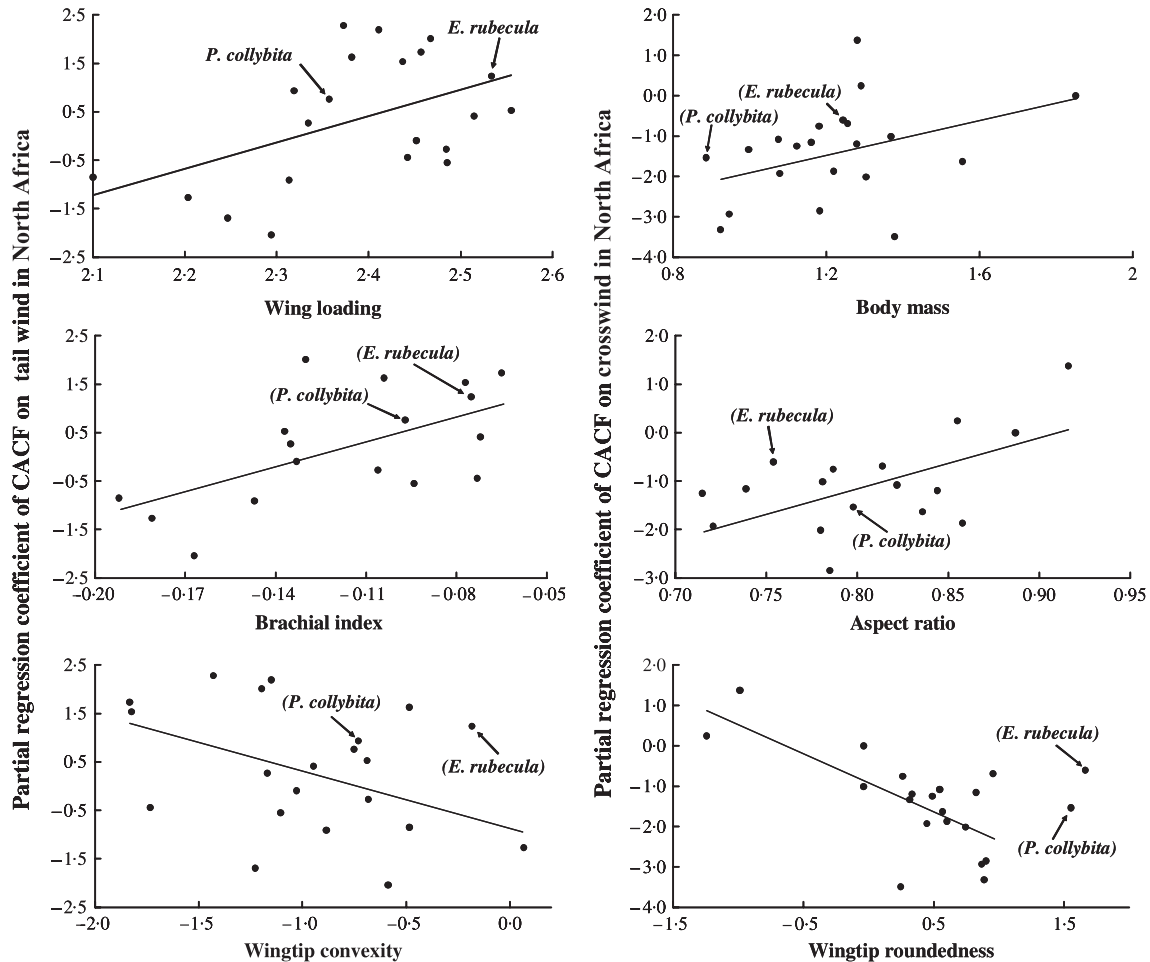 Partial regression coefficient of CACF on tail wind in North Africa
2·5
1·5
0·5
−0·5
−1·5
−2·5
P. collybita
E. rubecula
2·1 2·2 2·3 2·4 2·5 2·6
Wing loading
2·5
1·5
0·5
−0·5
−1·5
−2·5
(E. rubecula)
(P. collybita)
−0·20 −0·17 −0·14 −0·11 −0·08 −0·05
Brachial index
2·5
1·5
0·5
−0·5
−1·5
−2·5
(P. collybita)
(E. rubecula)
−2·0 −1·5 −1·0 −0·5 0·0
Wingtip convexity
Partial regression coefficient of CACF on crosswind in North Africa
2·0
1·0
0·0
−1·0
−2·0
−3·0
−4·0
(E. rubecula)
(P. collybita)
0·8 1·2 1·6 2
Body mass
2·0
1·0
0·0
−1·0
−2·0
−3·0
(E. rubecula)
(P. collybita)
0·70 0·75 0·80 0·85 0·90 0·95
Aspect ratio
2·0
1·0
0·0
−1·0
−2·0
−3·0
−4·0
(E. rubecula)
(P. collybita)
−1·5 −0·5 0·5 1·5
Wingtip roundedness